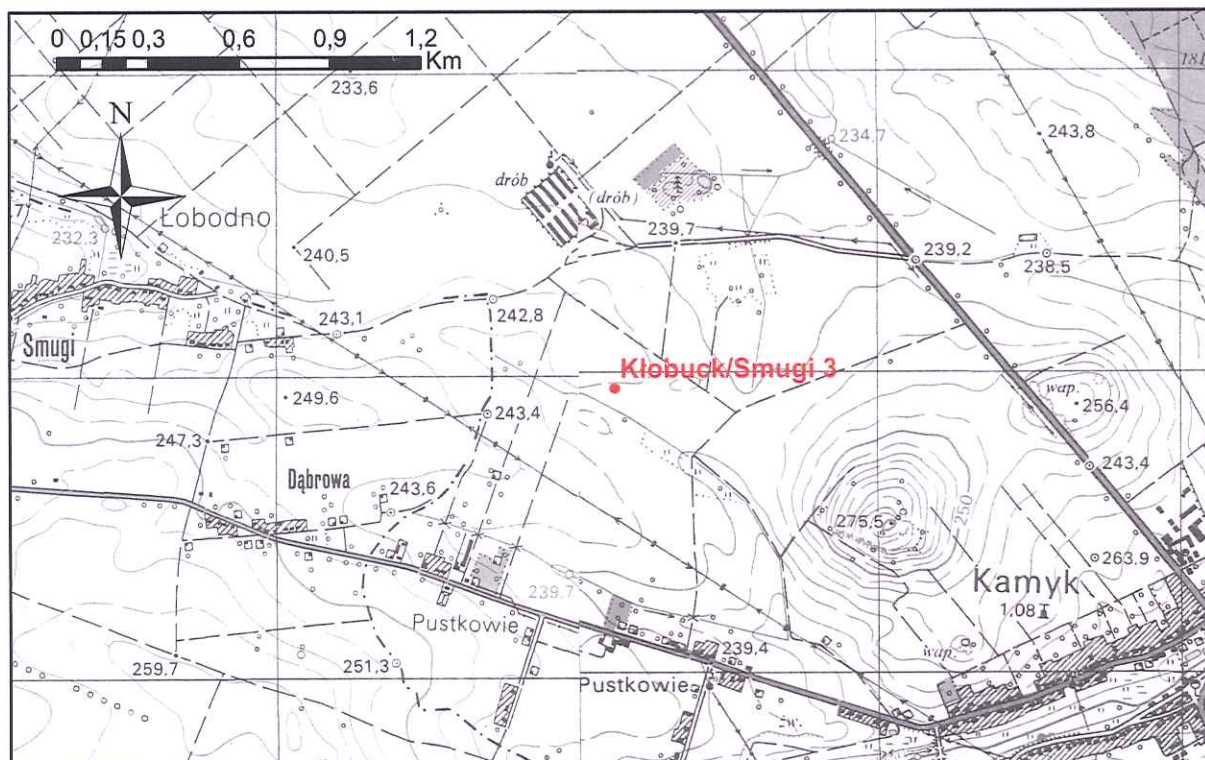 0 0,15 0,3 0,6 0,9 1,2
Km
233,6
N
181
234,7
243,8
drób
(drób)
Łobodno
232,3
240,5
239,7
239,2
238,5
243,1
242,8
Smugi
Kłobuck/Smugi 3
wap.
256,4
249,6
243,4
247,3
243,4
Dąbrowa
243,6
250
275,5
263,9
Kamyk
1,08
239,7
Pustkowie
239,4
wap.
259,7
251,3
Pustkowie
żw.